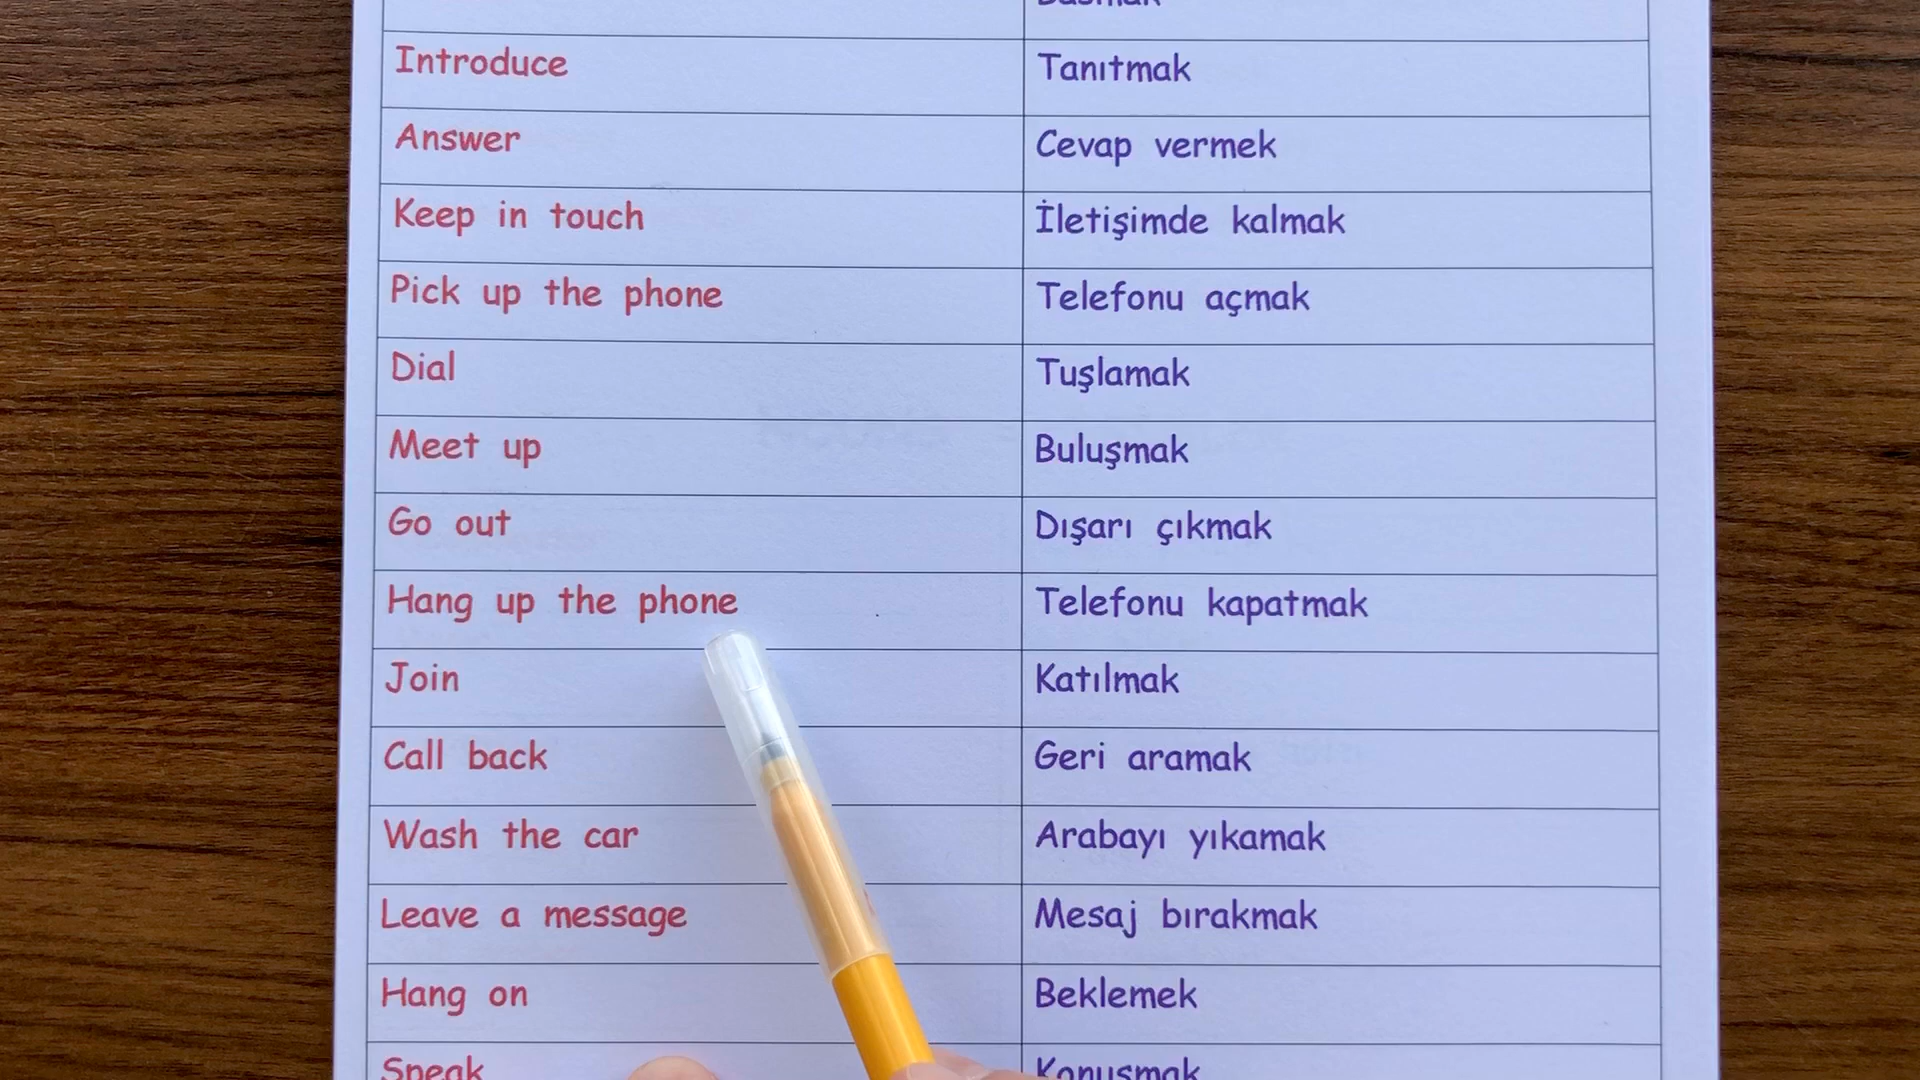 Basmak
Introduce Tanıtmak
Answer Cevap vermek
Keep in touch İletişimde kalmak
Pick up the phone Telefonu açmak
Dial Tuşlamak
Meet up Buluşmak
Go out Dışarı çıkmak
Hang up the phone Telefonu kapatmak
Join Katılmak
Call back Geri aramak
Wash the car Arabayı yıkamak
Leave a message Mesaj bırakmak
Hang on Beklemek
Speak Konuşmak